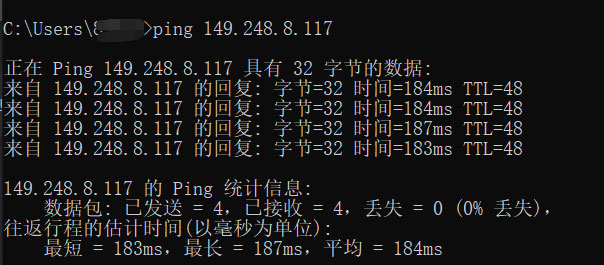 C:\Users\8>ping 149.248.8.117
正在 Ping 149.248.8.117 具有 32 字节的数据:
来自 149.248.8.117 的回复: 字节=32 时间=184ms TTL=48
来自 149.248.8.117 的回复: 字节=32 时间=184ms TTL=48
来自 149.248.8.117 的回复: 字节=32 时间=187ms TTL=48
来自 149.248.8.117 的回复: 字节=32 时间=183ms TTL=48
149.248.8.117 的 Ping 统计信息:
数据包: 已发送 = 4, 已接收 = 4, 丢失 = 0 (0% 丢失),
往返行程的估计时间(以毫秒为单位):
最短 = 183ms, 最长 = 187ms, 平均 = 184ms